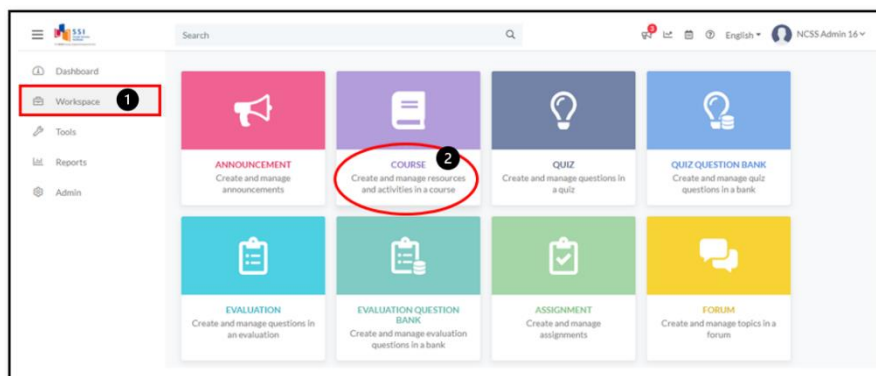 SSI
Search
3
English
NCSS Admin 16
Dashboard
Workspace
1
Tools
Reports
Admin
ANNOUNCEMENT
Create and manage
announcements
COURSE
2
Create and manage resources
and activities in a course
QUIZ
Create and manage questions in
a quiz
QUIZ QUESTION BANK
Create and manage quiz
questions in a bank
EVALUATION
Create and manage questions in
an evaluation
EVALUATION QUESTION
BANK
Create and manage evaluation
questions in a bank
ASSIGNMENT
Create and manage
assignments
FORUM
Create and manage topics in a
forum